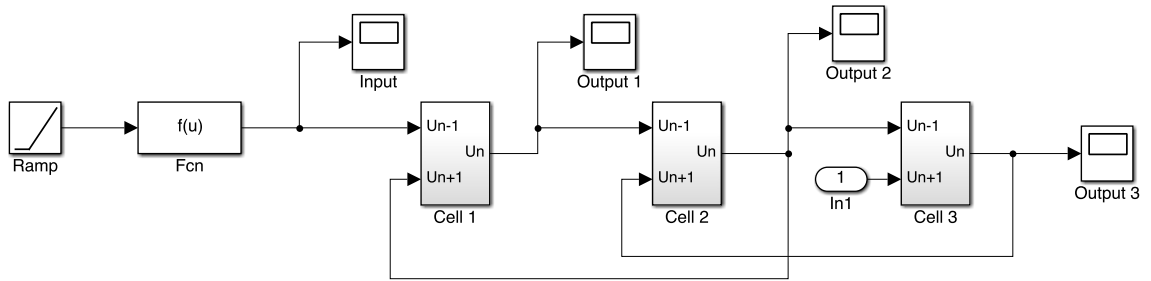 Ramp
f(u)
Fcn
Input
Un-1
Un
Un+1
Cell 1
Output 1
Un-1
Un
Un+1
Cell 2
Output 2
1
In1
Un-1
Un
Un+1
Cell 3
Output 3